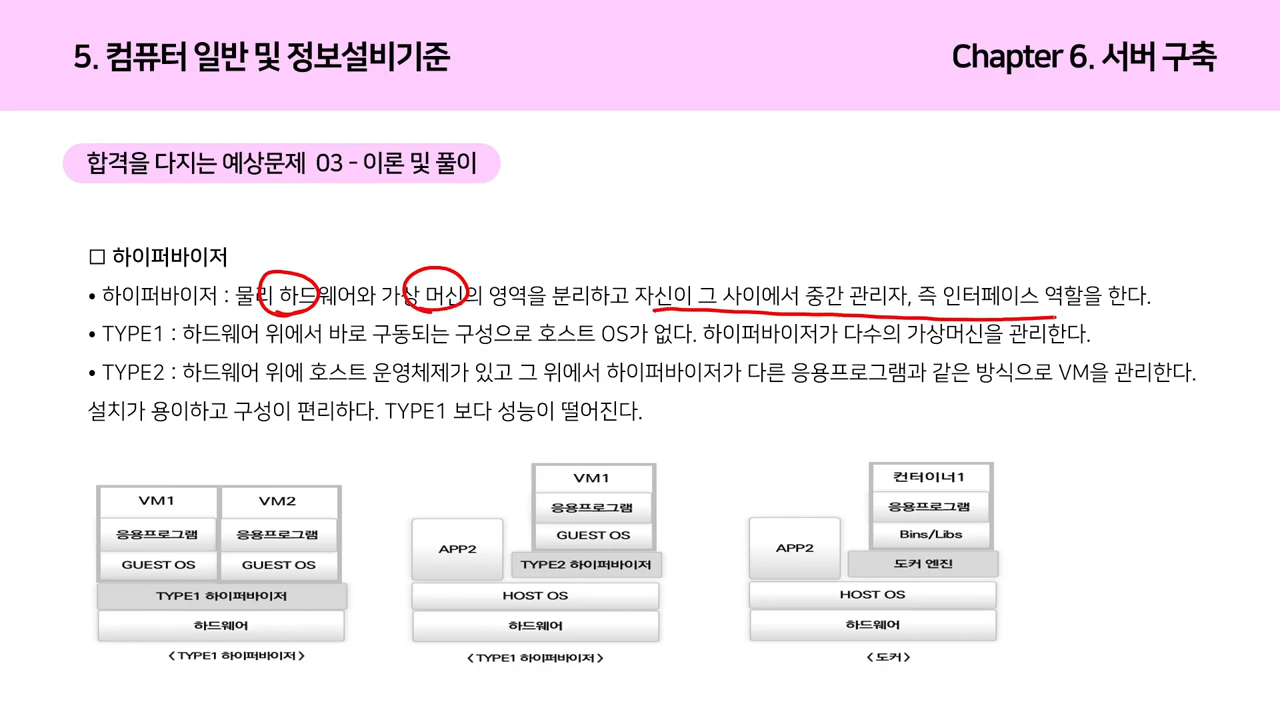 5. 컴퓨터 일반 및 정보설비기준
Chapter 6. 서버 구축
합격을 다지는 예상문제 03 - 이론 및 풀이
□ 하이퍼바이저
• 하이퍼바이저 : 물리 하드웨어와 가상 머신의 영역을 분리하고 자신이 그 사이에서 중간 관리자, 즉 인터페이스 역할을 한다.
• TYPE1 : 하드웨어 위에서 바로 구동되는 구성으로 호스트 OS가 없다. 하이퍼바이저가 다수의 가상머신을 관리한다.
• TYPE2 : 하드웨어 위에 호스트 운영체제가 있고 그 위에서 하이퍼바이저가 다른 응용프로그램과 같은 방식으로 VM을 관리한다.
설치가 용이하고 구성이 편리하다. TYPE1 보다 성능이 떨어진다.
VM1 VM2
응용프로그램 응용프로그램
GUEST OS GUEST OS
TYPE1 하이퍼바이저
하드웨어
<TYPE1 하이퍼바이저>
VM1
응용프로그램
GUEST OS
APP2
TYPE2 하이퍼바이저
HOST OS
하드웨어
<TYPE1 하이퍼바이저>
컨터이너1
응용프로그램
Bins/Libs
APP2
도커 엔진
HOST OS
하드웨어
<도커>